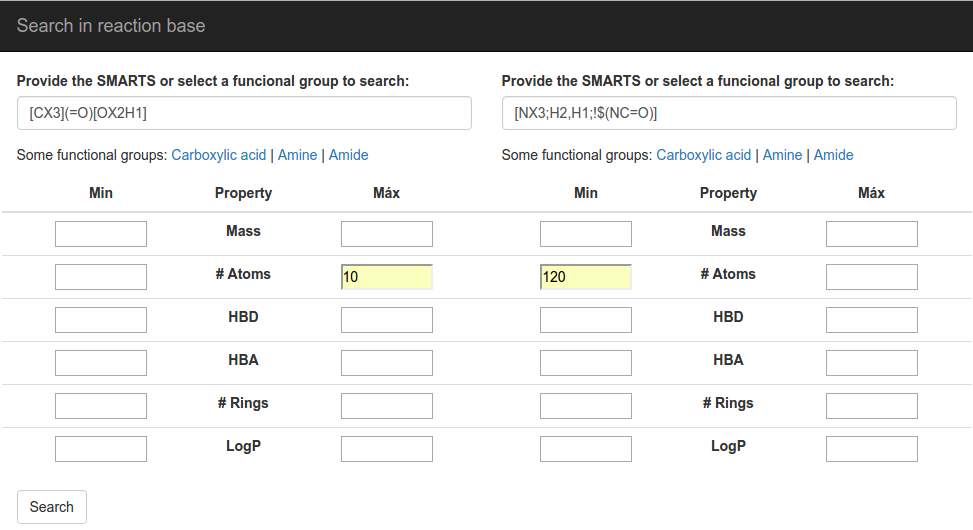 Search in reaction base
Provide the SMARTS or select a funcional group to search: Provide the SMARTS or select a funcional group to search:
[CX3](=O)[OX2H1] [NX3;H2,H1;!$(NC=O)]
Some functional groups: Carboxylic acid | Amine | Amide Some functional groups: Carboxylic acid | Amine | Amide
Min Property Máx Min Property Máx
Mass Mass
# Atoms 10 120 # Atoms
HBD HBD
HBA HBA
# Rings # Rings
LogP LogP
Search